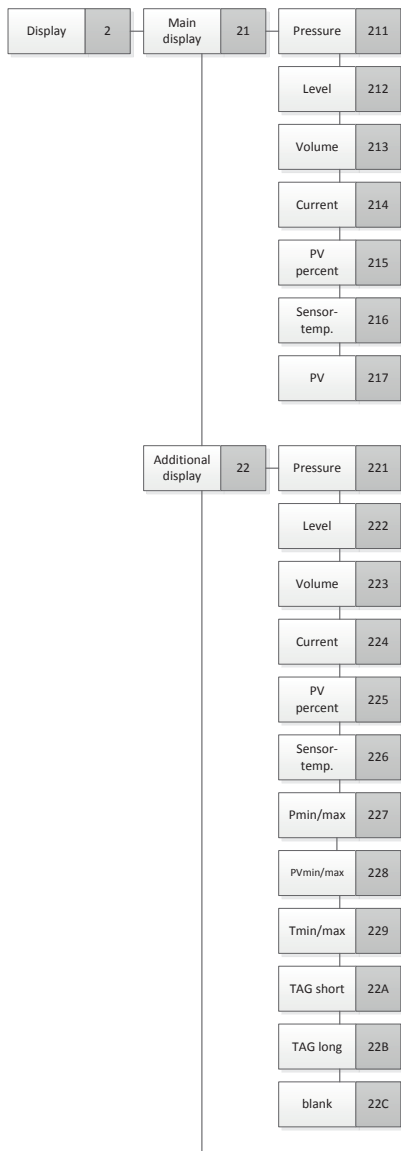 Display 2
Main
display
21
Pressure 211
Level 212
Volume 213
Current 214
PV
percent
215
Sensor-
temp.
216
PV 217
Additional
display
22
Pressure 221
Level 222
Volume 223
Current 224
PV
percent
225
Sensor-
temp.
226
Pmin/max 227
PVmin/max 228
Tmin/max 229
TAG short 22A
TAG long 22B
blank 22C